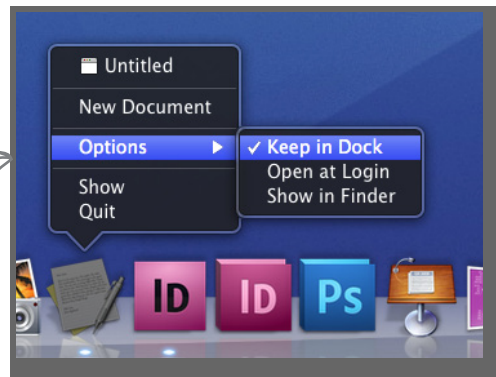 Untitled
New Document
Options
✓ Keep in Dock
Open at Login
Show in Finder
Show
Quit
ID
ID
Ps